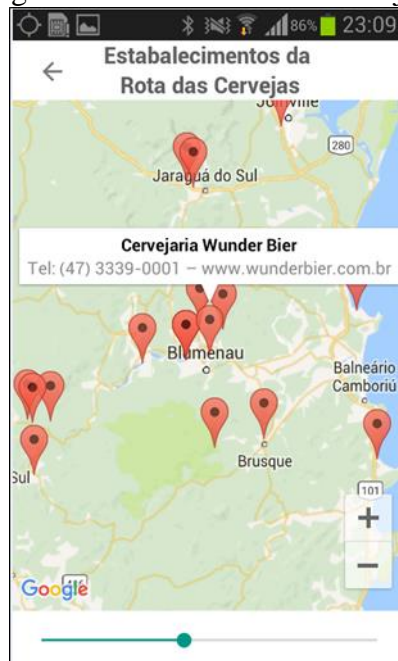 86% 23:09
Estabalecimentos da
Rota das Cervejas
Joinville
280
Jaraguá do Sul
Cervejaria Wunder Bier
Tel: (47) 3339-0001 – www.wunderbier.com.br
Blumenau
Balneário
Camboriú
Brusque
Sul
101
+
−
Google